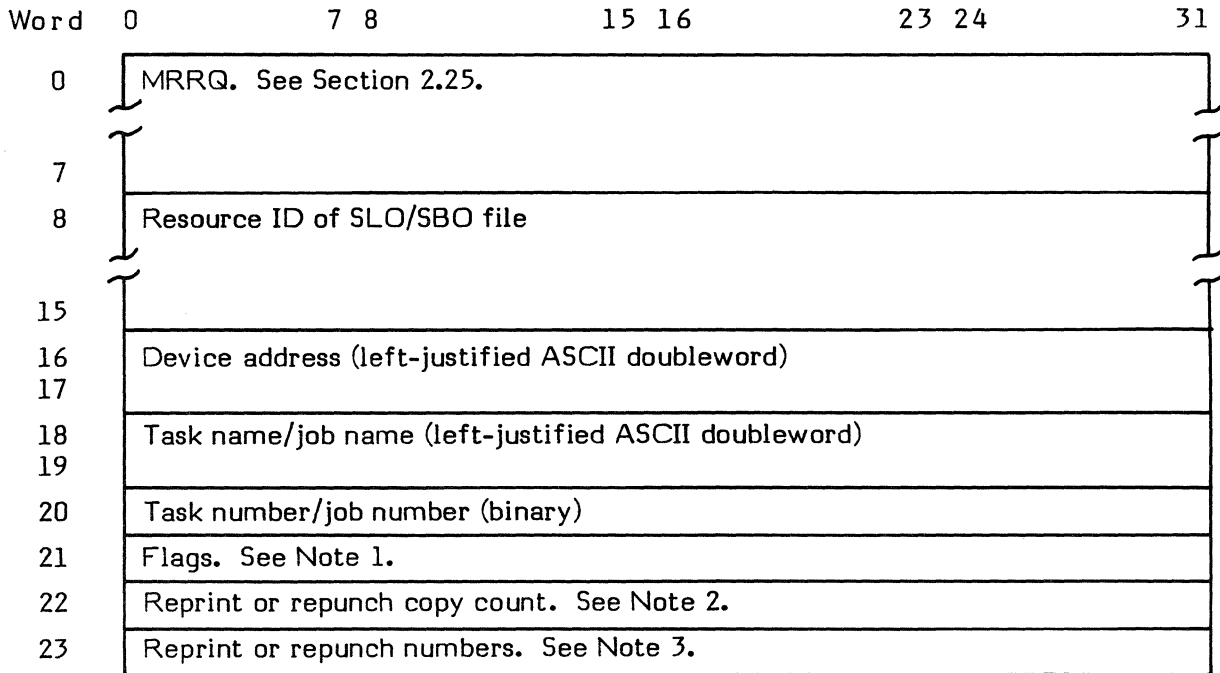 Word 0 7 8 15 16 23 24 31
0 MRRQ. See Section 2.25.
7
8 Resource ID of SLO/SBO file
15
16 Device address (left-justified ASCII doubleword)
17
18 Task name/job name (left-justified ASCII doubleword)
19
20 Task number/job number (binary)
21 Flags. See Note 1.
22 Reprint or repunch copy count. See Note 2.
23 Reprint or repunch numbers. See Note 3.